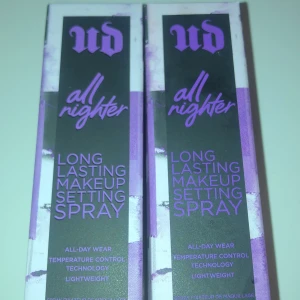 UD
all
nighter
LONG
LASTING
MAKEUP
SETTING
SPRAY
ALL-DAY WEAR
TEMPERATURE CONTROL
TECHNOLOGY
LIGHTWEIGHT
UD
all
nighter
LONG
LASTING
MAKEUP
SETTING
SPRAY
ALL-DAY WEAR
TEMPERATURE CONTROL
TECHNOLOGY
LIGHTWEIGHT